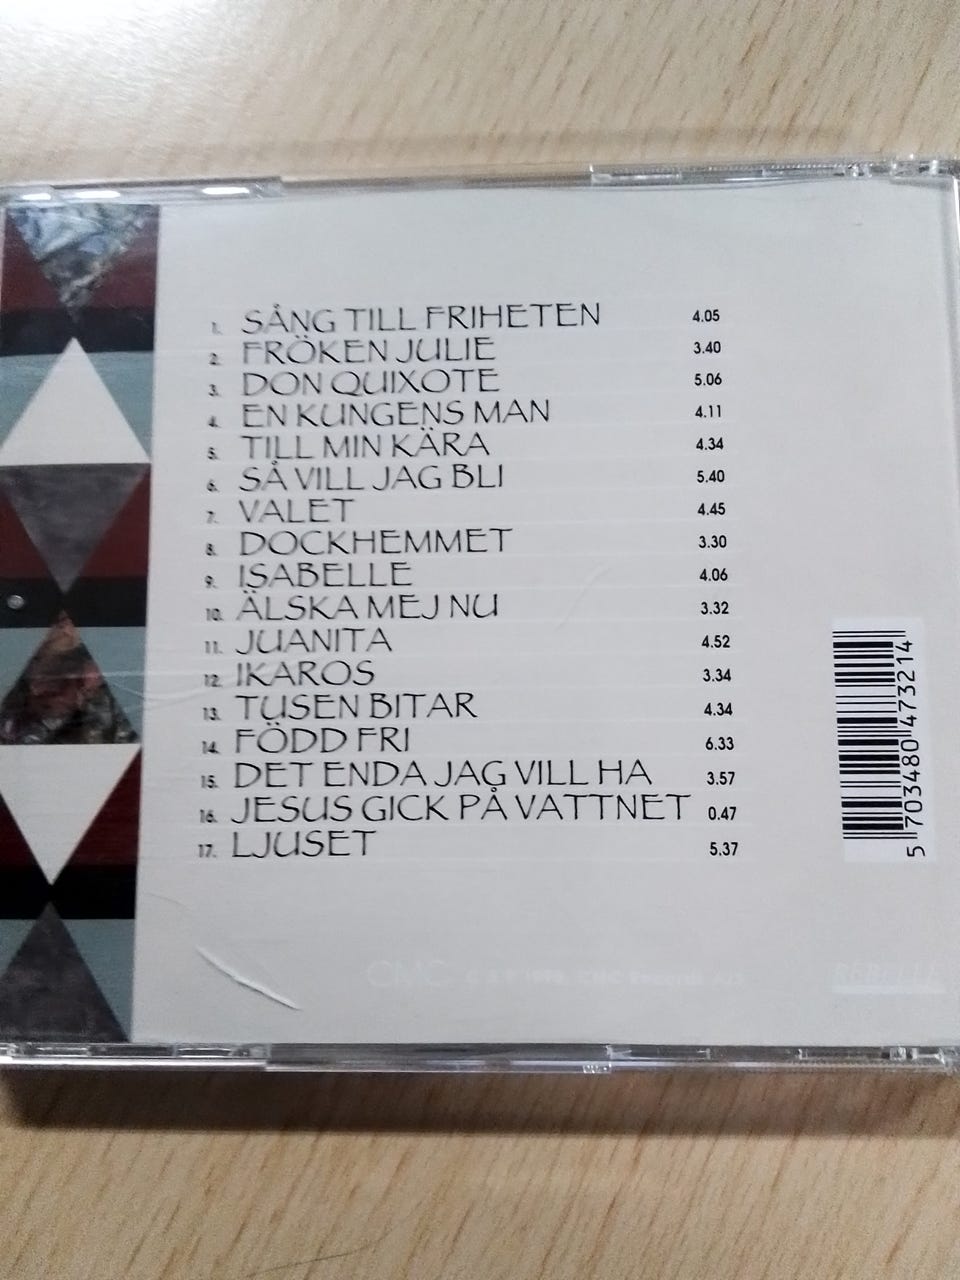 1. SÅNG TILL FRIHETEN 4.05
2. FRÖKEN JULIE 3.40
3. DON QUIXOTE 5.06
4. EN KUNGENS MAN 4.11
5. TILL MIN KÄRA 4.34
6. SÅ VILL JAG BLI 5.40
7. VALET 4.45
8. DOCKHEMMET 3.30
9. ISABELLE 4.06
10. ÄLSKA MEJ NU 3.32
11. JUANITA 4.52
12. IKAROS 3.34
13. TUSEN BITAR 4.34
14. FÖDD FRI 6.33
15. DET ENDA JAG VILL HA 3.57
16. JESUS GICK PÅ VATTNET 0.47
17. LJUSET 5.37
5 703480 473214
CMC
REBELLE